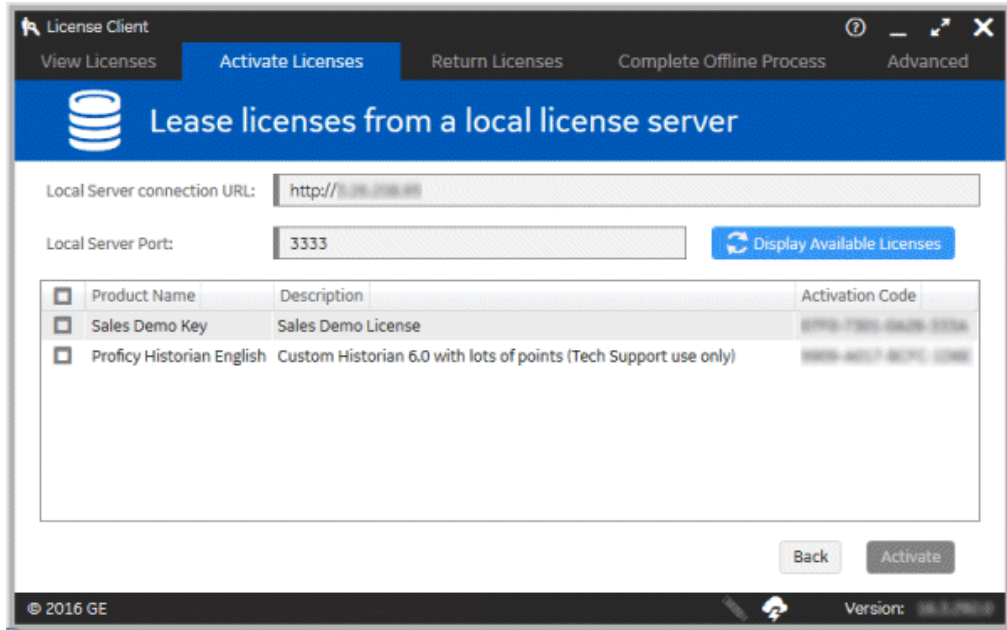 License Client
View Licenses Activate Licenses Return Licenses Complete Offline Process Advanced
Lease licenses from a local license server
Local Server connection URL: http://
Local Server Port: 3333 Display Available Licenses
Product Name Description Activation Code
Sales Demo Key Sales Demo License
Proficy Historian English Custom Historian 6.0 with lots of points (Tech Support use only)
Back Activate
© 2016 GE Version: